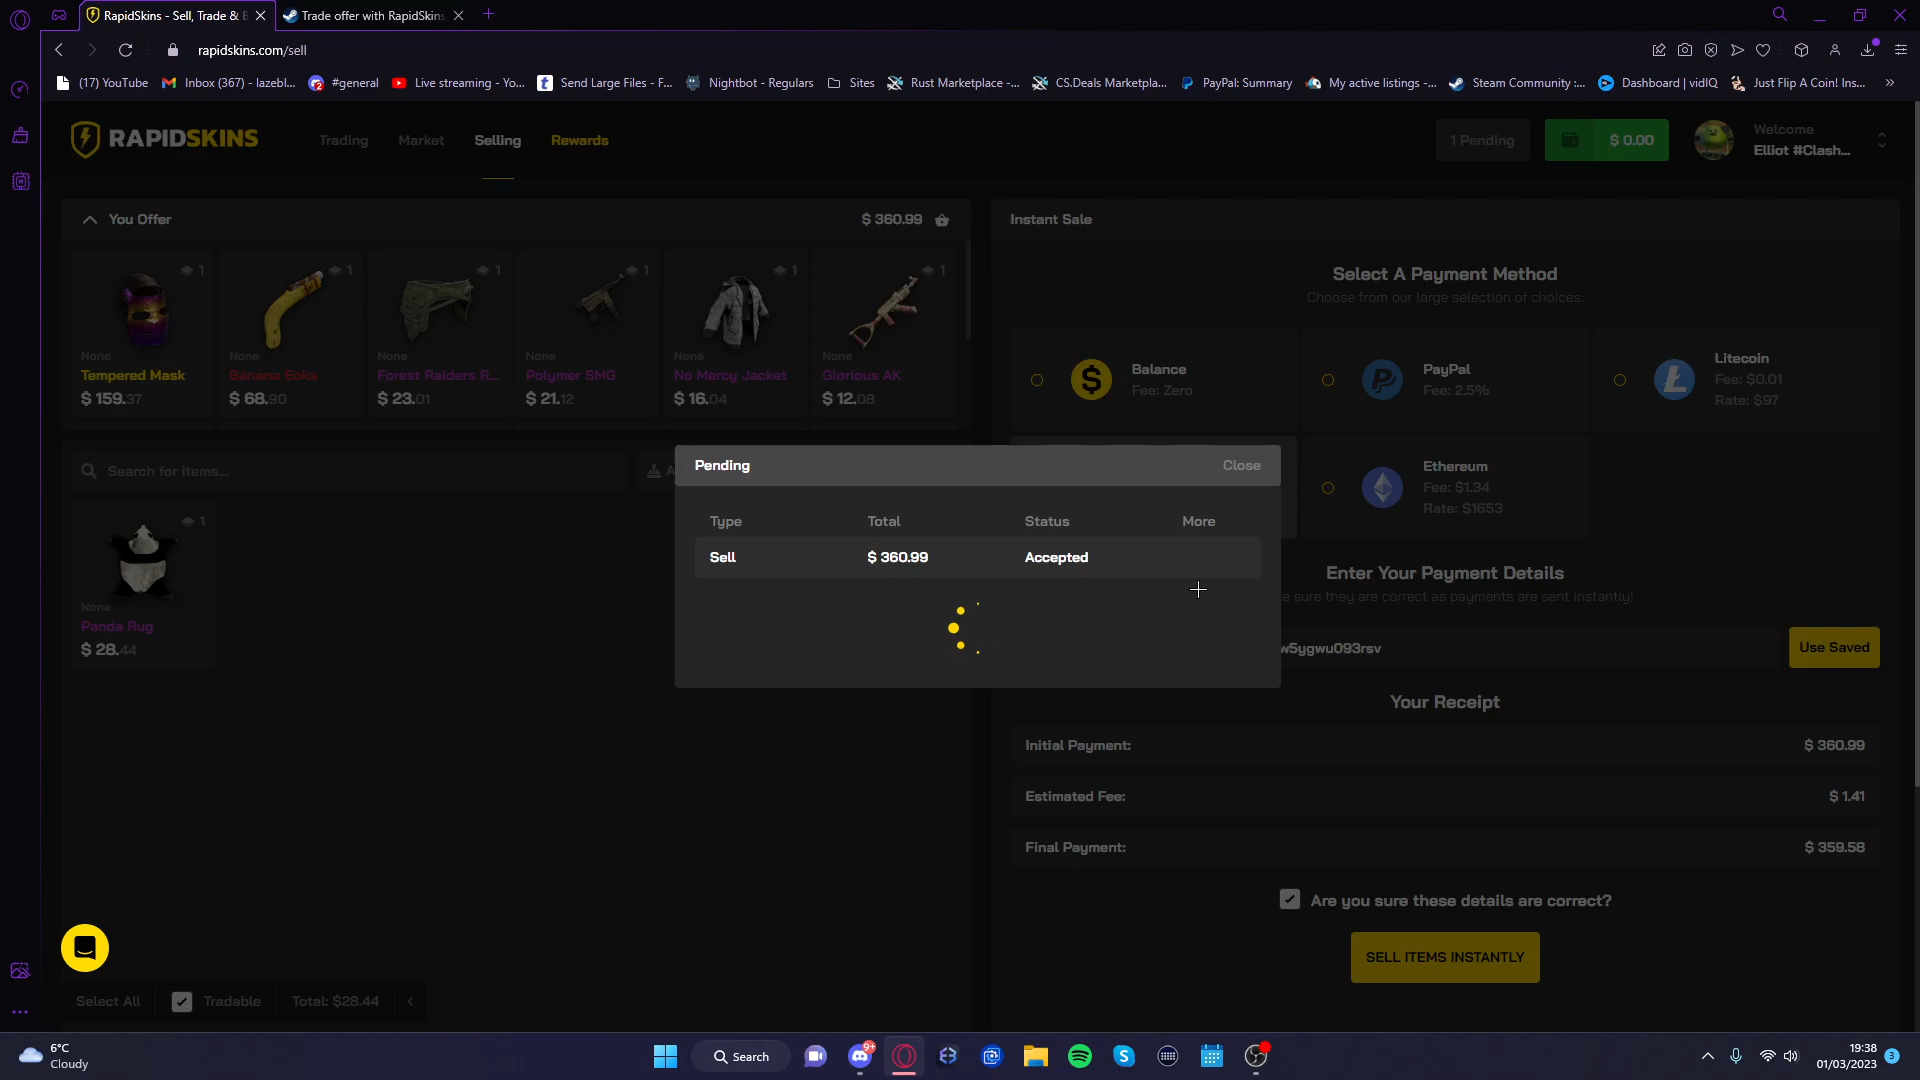 RapidSkins - Sell, Trade & B
Trade offer with RapidSkins
rapidskins.com/sell
(17) YouTube
Inbox (367) - lazebl...
#general
Live streaming - Yo...
Send Large Files - F...
Nightbot - Regulars
Sites
Rust Marketplace -...
CS.Deals Marketpla...
PayPal: Summary
My active listings -...
Steam Community :...
Dashboard | vidIQ
Just Flip A Coin! Ins...
RAPIDSKINS
Trading
Market
Selling
Rewards
1 Pending
$ 0.00
Welcome
Elliot #Clash...
You Offer
$ 360.99
1
None
Tempered Mask
$ 159.37
1
None
Banana Eoka
$ 68.90
1
None
Forest Raiders R...
$ 23.01
1
None
Polymer SMG
$ 21.12
1
None
No Mercy Jacket
$ 16.04
1
None
Glorious AK
$ 12.08
Search for items...
A
1
None
Panda Rug
$ 28.44
Select All
Tradable
Total: $28.44
Pending
Close
Type
Total
Status
More
Sell
$ 360.99
Accepted
Instant Sale
Select A Payment Method
Choose from our large selection of choices:
Balance
Fee: Zero
PayPal
Fee: 2.5%
Litecoin
Fee: $0.01
Rate: $97
Ethereum
Fee: $1.34
Rate: $1653
Enter Your Payment Details
e sure they are correct as payments are sent instantly!
w5ygwu093rsv
Use Saved
Your Receipt
Initial Payment:
$ 360.99
Estimated Fee:
$ 1.41
Final Payment:
$ 359.58
Are you sure these details are correct?
SELL ITEMS INSTANTLY
6°C
Cloudy
Search
9+
19:38
01/03/2023
3